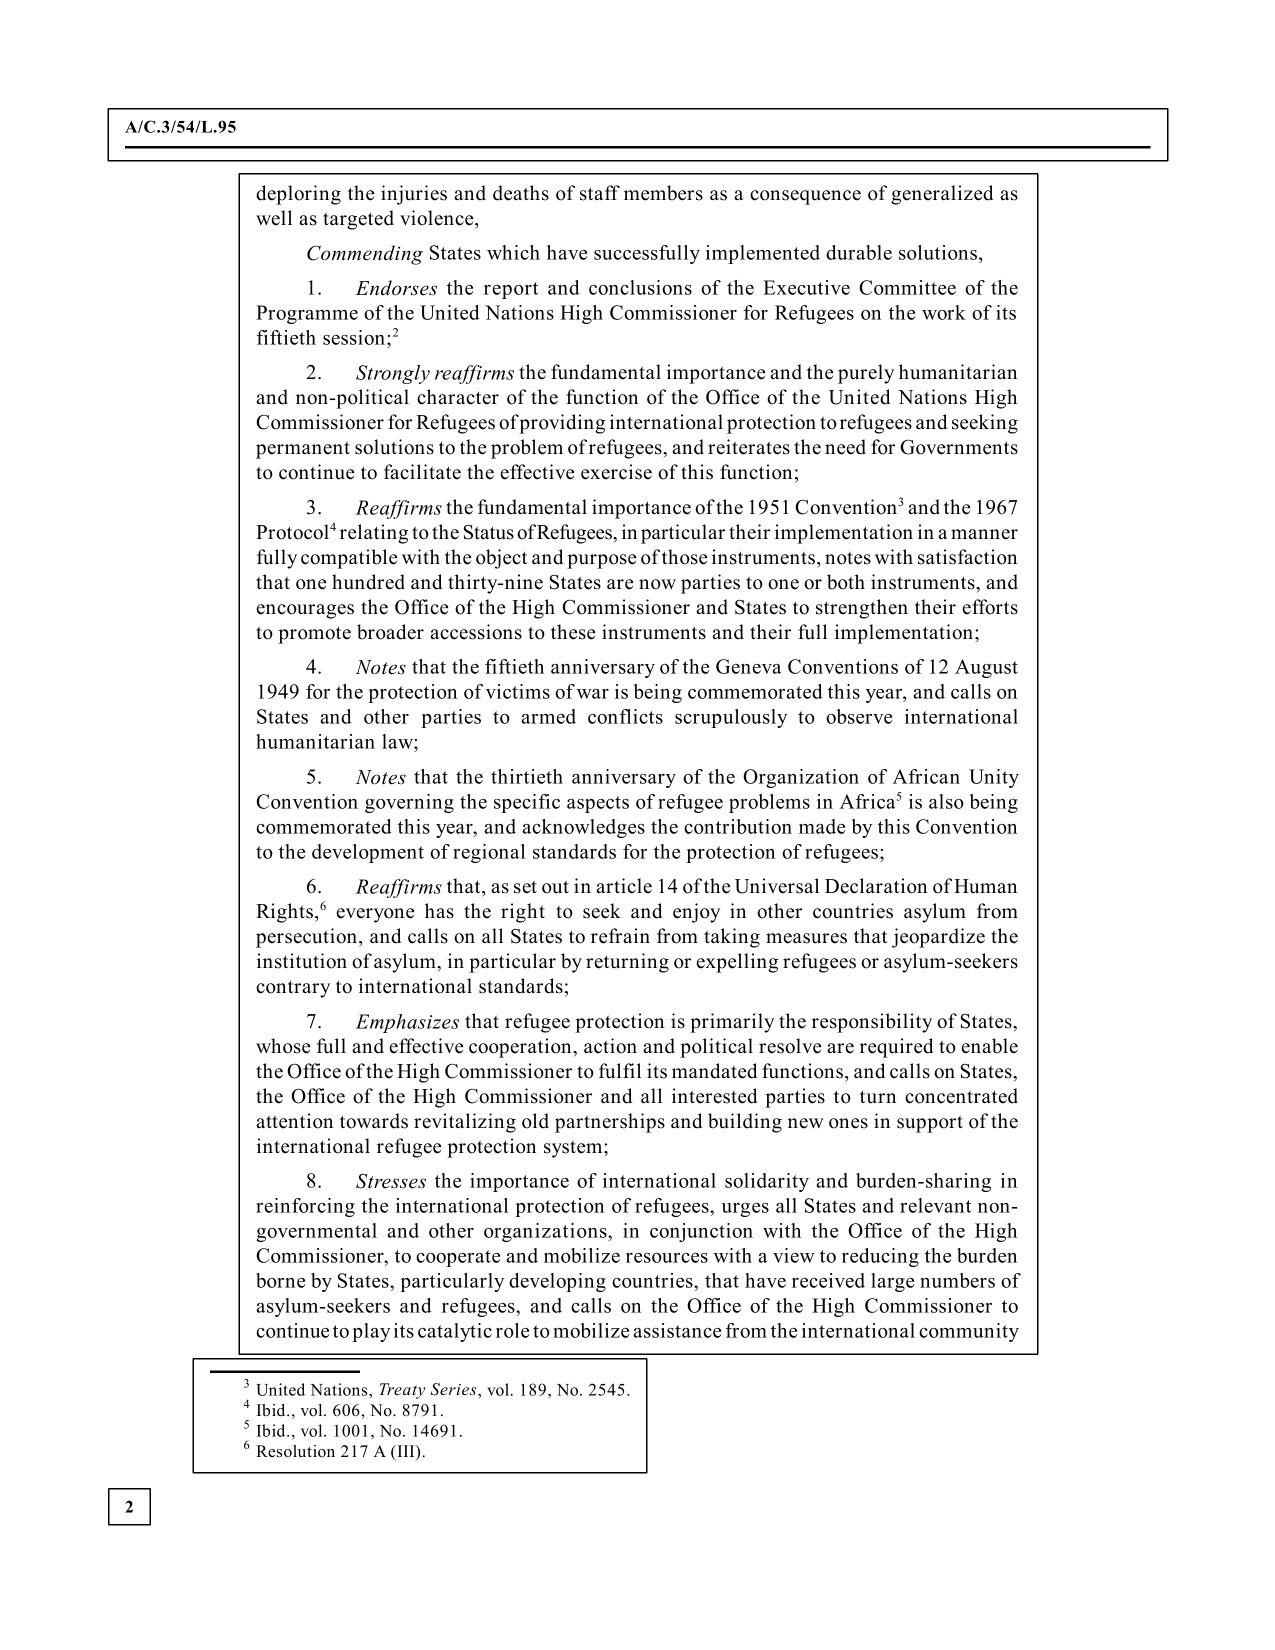 A/C.3/54/L.95
deploring the injuries and deaths of staff members as a consequence of generalized as
well as targeted violence,
Commending States which have successfully implemented durable solutions,
1. Endorses the report and conclusions of the Executive Committee of the
Programme of the United Nations High Commissioner for Refugees on the work of its
fiftieth session;2
2. Strongly reaffirms the fundamental importance and the purely humanitarian
and non-political character of the function of the Office of the United Nations High
Commissioner for Refugees of providing international protection to refugees and seeking
permanent solutions to the problem of refugees, and reiterates the need for Governments
to continue to facilitate the effective exercise of this function;
3. Reaffirms the fundamental importance of the 1951 Convention3 and the 1967
Protocol4 relating to the Status of Refugees, in particular their implementation in a manner
fully compatible with the object and purpose of those instruments, notes with satisfaction
that one hundred and thirty-nine States are now parties to one or both instruments, and
encourages the Office of the High Commissioner and States to strengthen their efforts
to promote broader accessions to these instruments and their full implementation;
4. Notes that the fiftieth anniversary of the Geneva Conventions of 12 August
1949 for the protection of victims of war is being commemorated this year, and calls on
States and other parties to armed conflicts scrupulously to observe international
humanitarian law;
5. Notes that the thirtieth anniversary of the Organization of African Unity
Convention governing the specific aspects of refugee problems in Africa5 is also being
commemorated this year, and acknowledges the contribution made by this Convention
to the development of regional standards for the protection of refugees;
6. Reaffirms that, as set out in article 14 of the Universal Declaration of Human
Rights,6 everyone has the right to seek and enjoy in other countries asylum from
persecution, and calls on all States to refrain from taking measures that jeopardize the
institution of asylum, in particular by returning or expelling refugees or asylum-seekers
contrary to international standards;
7. Emphasizes that refugee protection is primarily the responsibility of States,
whose full and effective cooperation, action and political resolve are required to enable
the Office of the High Commissioner to fulfil its mandated functions, and calls on States,
the Office of the High Commissioner and all interested parties to turn concentrated
attention towards revitalizing old partnerships and building new ones in support of the
international refugee protection system;
8. Stresses the importance of international solidarity and burden-sharing in
reinforcing the international protection of refugees, urges all States and relevant non-
governmental and other organizations, in conjunction with the Office of the High
Commissioner, to cooperate and mobilize resources with a view to reducing the burden
borne by States, particularly developing countries, that have received large numbers of
asylum-seekers and refugees, and calls on the Office of the High Commissioner to
continue to play its catalytic role to mobilize assistance from the international community
3 United Nations, Treaty Series, vol. 189, No. 2545.
4 Ibid., vol. 606, No. 8791.
5 Ibid., vol. 1001, No. 14691.
6 Resolution 217 A (III).
2